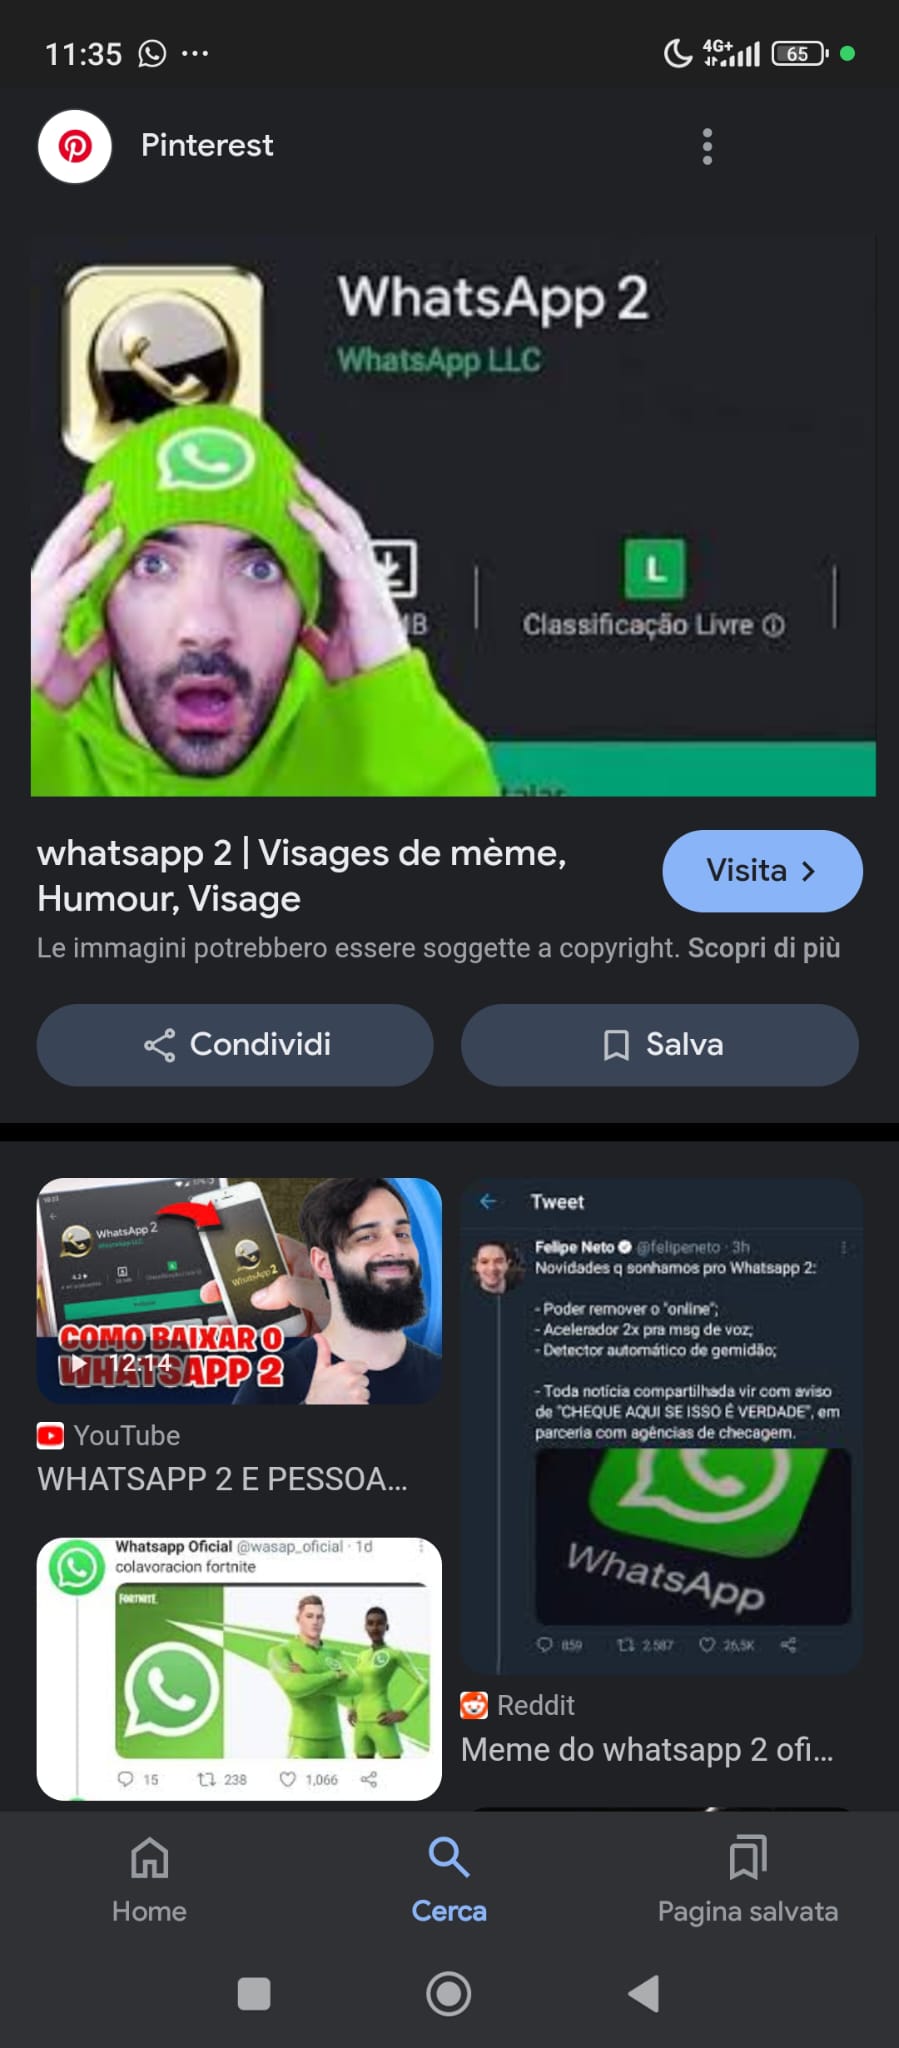 11:35
4G+
65
Pinterest
WhatsApp 2
WhatsApp LLC
MB
L
Classificação Livre
whatsapp 2 | Visages de mème,
Humour, Visage
Visita
Le immagini potrebbero essere soggette a copyright. Scopri di più
Condividi
Salva
WhatsApp 2
WhatsApp 2
COMO BAIXAR O
WHATSAPP 2
12:14
YouTube
WHATSAPP 2 E PESSOA...
Tweet
Felipe Neto @felipeneto · 3h
Novidades q sonhamos pro Whatsapp 2:
- Poder remover o "online";
- Acelerador 2x pra msg de voz;
- Detector automático de gemidão;
- Toda notícia compartilhada vir com aviso
de "CHEQUE AQUI SE ISSO É VERDADE", em
parceria com agências de checagem.
WhatsApp
859 2.587 26,5K
Reddit
Meme do whatsapp 2 ofi...
Whatsapp Oficial @wasap_oficial · 1d
colavoracion fortnite
FORTNITE
15 238 1,066
Home
Cerca
Pagina salvata